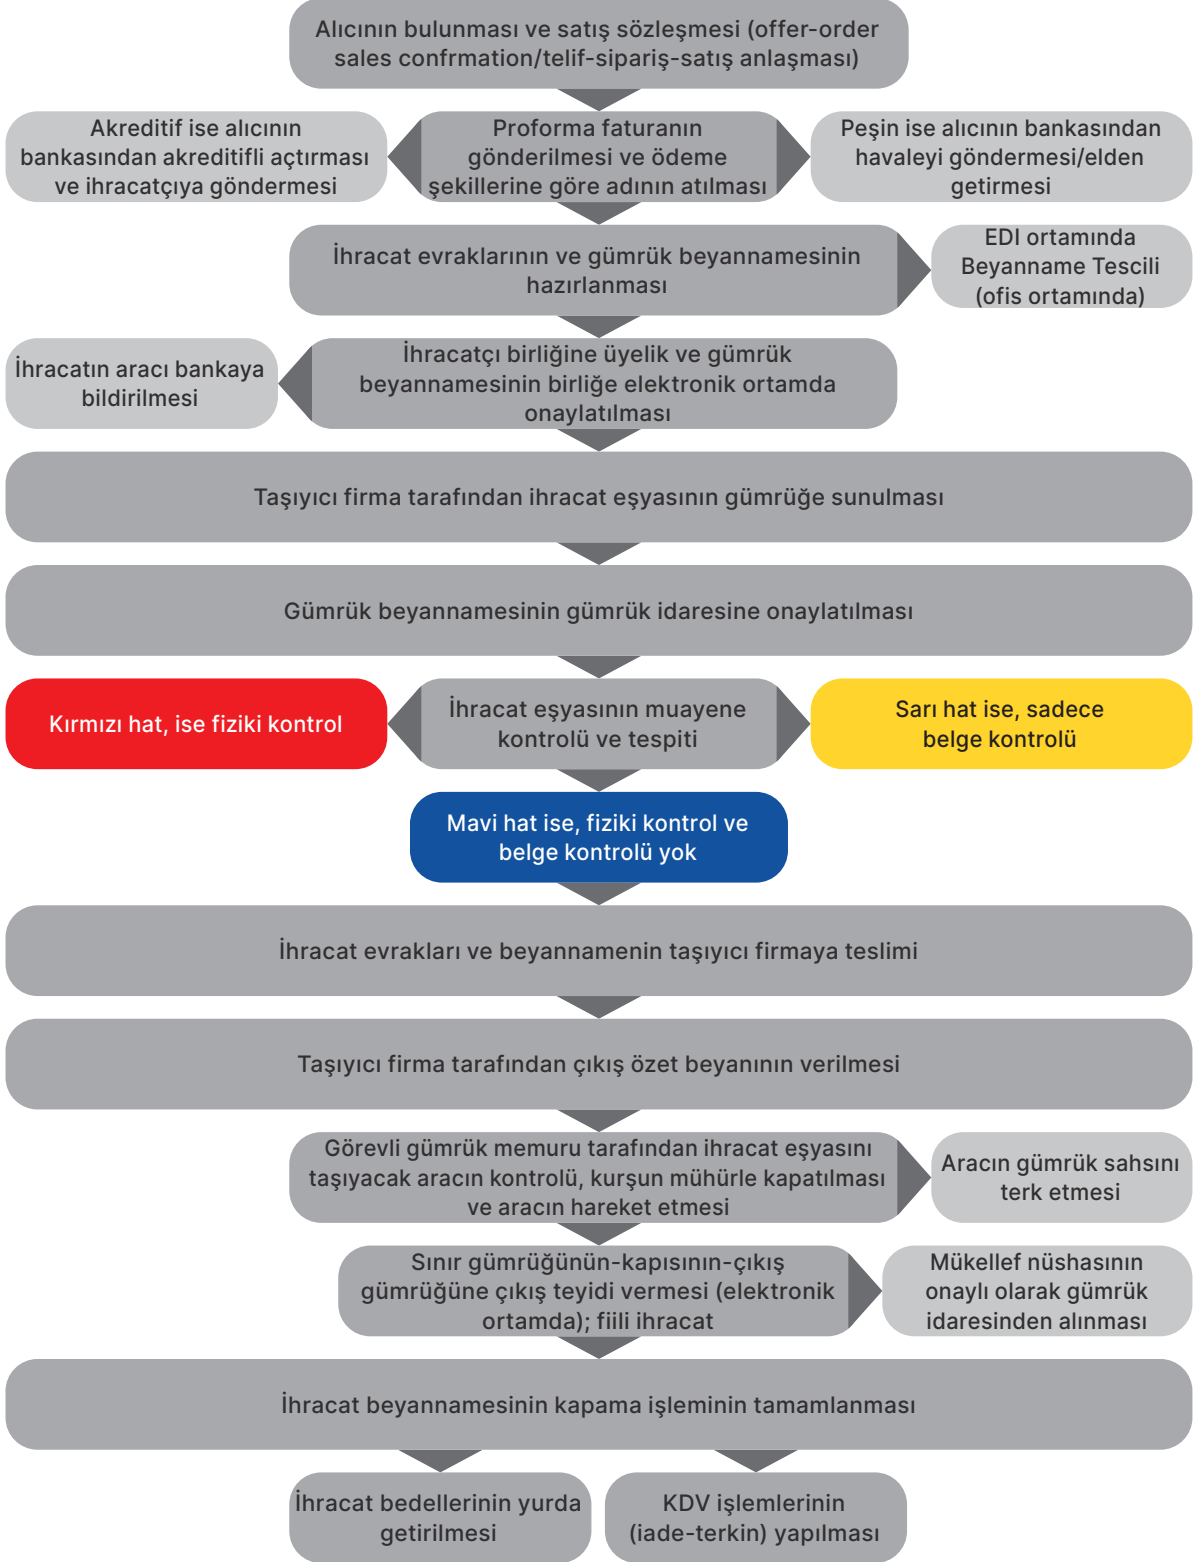 Alıcının bulunması ve satış sözleşmesi (offer-order
sales confrmation/telif-sipariş-satış anlaşması)
Akreditif ise alıcının
bankasından akreditifli açtırması
ve ihracatçıya göndermesi
Proforma faturanın
gönderilmesi ve ödeme
şekillerine göre adının atılması
Peşin ise alıcının bankasından
havaleyi göndermesi/elden
getirmesi
İhracat evraklarının ve gümrük beyannamesinin
hazırlanması
EDI ortamında
Beyanname Tescili
(ofis ortamında)
İhracatın aracı bankaya
bildirilmesi
İhracatçı birliğine üyelik ve gümrük
beyannamesinin birliğe elektronik ortamda
onaylatılması
Taşıyıcı firma tarafından ihracat eşyasının gümrüğe sunulması
Gümrük beyannamesinin gümrük idaresine onaylatılması
Kırmızı hat, ise fiziki kontrol
İhracat eşyasının muayene
kontrolü ve tespiti
Sarı hat ise, sadece
belge kontrolü
Mavi hat ise, fiziki kontrol ve
belge kontrolü yok
İhracat evrakları ve beyannamenin taşıyıcı firmaya teslimi
Taşıyıcı firma tarafından çıkış özet beyanının verilmesi
Görevli gümrük memuru tarafından ihracat eşyasını
taşıyacak aracın kontrolü, kurşun mühürle kapatılması
ve aracın hareket etmesi
Aracın gümrük sahsını
terk etmesi
Sınır gümrüğünün-kapısının-çıkış
gümrüğüne çıkış teyidi vermesi (elektronik
ortamda); fiili ihracat
Mükellef nüshasının
onaylı olarak gümrük
idaresinden alınması
İhracat beyannamesinin kapama işleminin tamamlanması
İhracat bedellerinin yurda
getirilmesi
KDV işlemlerinin
(iade-terkin) yapılması